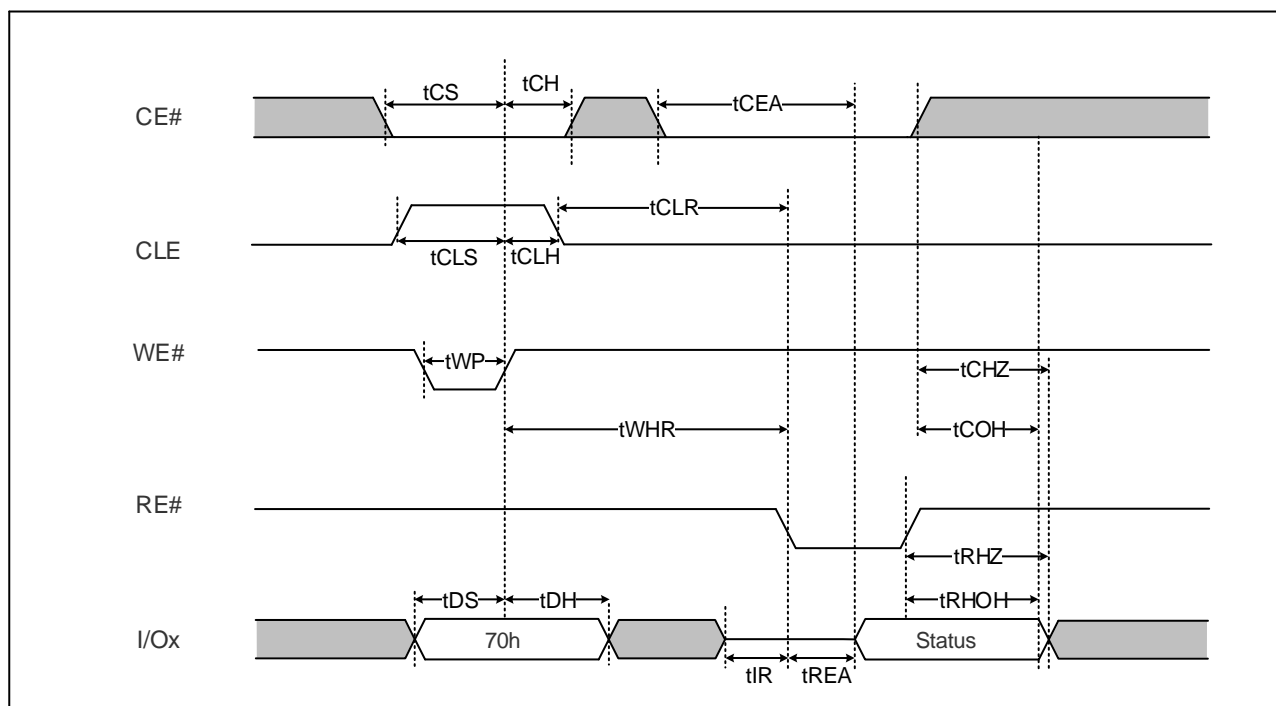 CE#
tCS
tCH
tCEA
CLE
tCLS
tCLH
tCLR
WE#
tWP
tCHZ
tWHR
tCOH
RE#
tRHZ
tDS
tDH
tRHOH
I/Ox
70h
Status
tIR
tREA